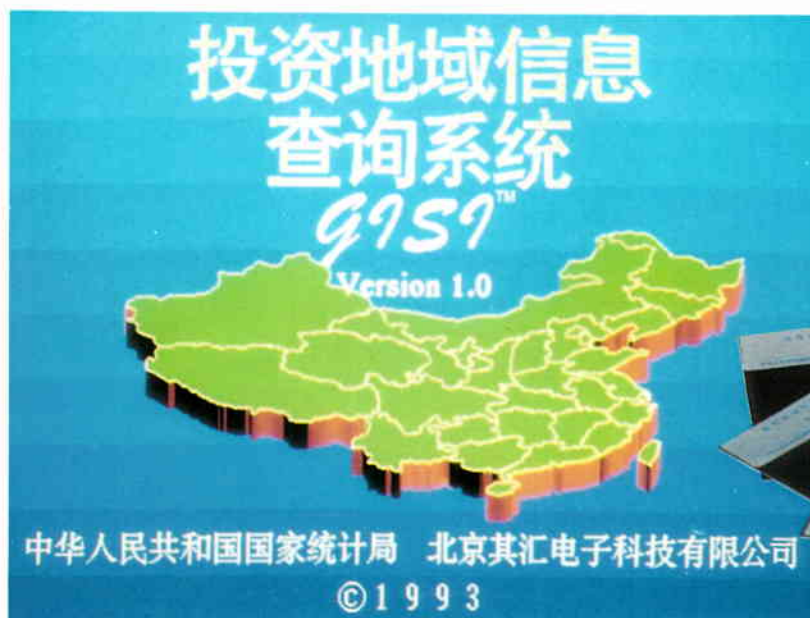 投资地域信息
查询系统
GISI™
Version 1.0
中华人民共和国国家统计局 北京其汇电子科技有限公司
©1993